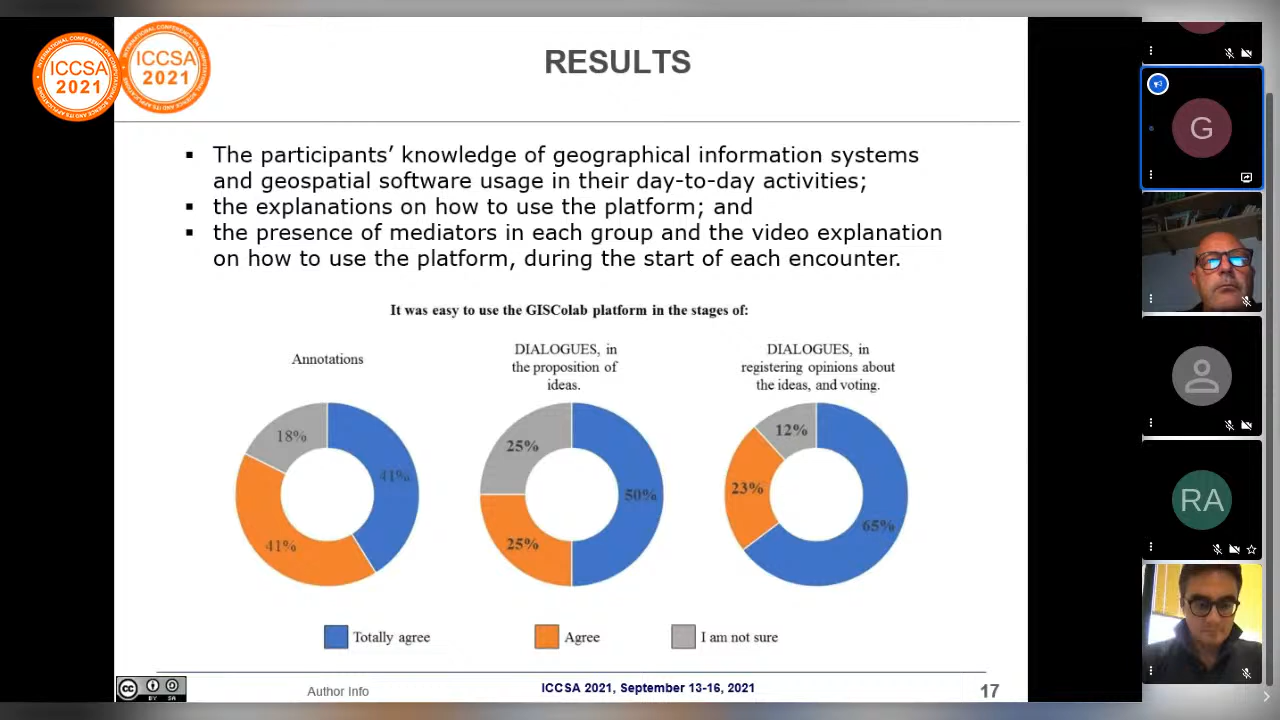 ICCSA
2021
ICCSA
2021
RESULTS
▪ The participants’ knowledge of geographical information systems
and geospatial software usage in their day-to-day activities;
▪ the explanations on how to use the platform; and
▪ the presence of mediators in each group and the video explanation
on how to use the platform, during the start of each encounter.
It was easy to use the GISColab platform in the stages of:
Annotations
DIALOGUES, in
the proposition of
ideas.
DIALOGUES, in
registering opinions about
the ideas, and voting.
18%
41%
41%
25%
50%
25%
12%
23%
65%
Totally agree
Agree
I am not sure
CC
BY SA
Author Info
ICCSA 2021, September 13-16, 2021
17
G
RA